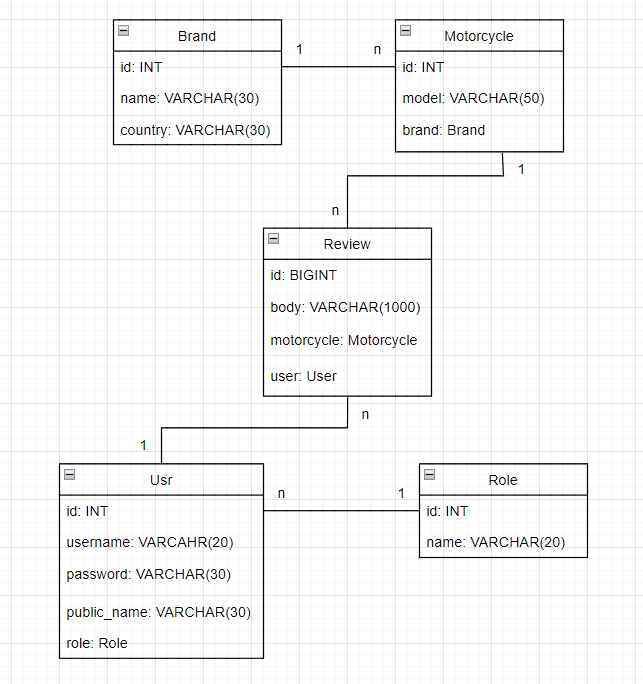 Brand
id: INT
name: VARCHAR(30)
country: VARCHAR(30)
1
n
Motorcycle
id: INT
model: VARCHAR(50)
brand: Brand
1
n
Review
id: BIGINT
body: VARCHAR(1000)
motorcycle: Motorcycle
user: User
n
1
Usr
id: INT
username: VARCAHR(20)
password: VARCHAR(30)
public_name: VARCHAR(30)
role: Role
n
1
Role
id: INT
name: VARCHAR(20)